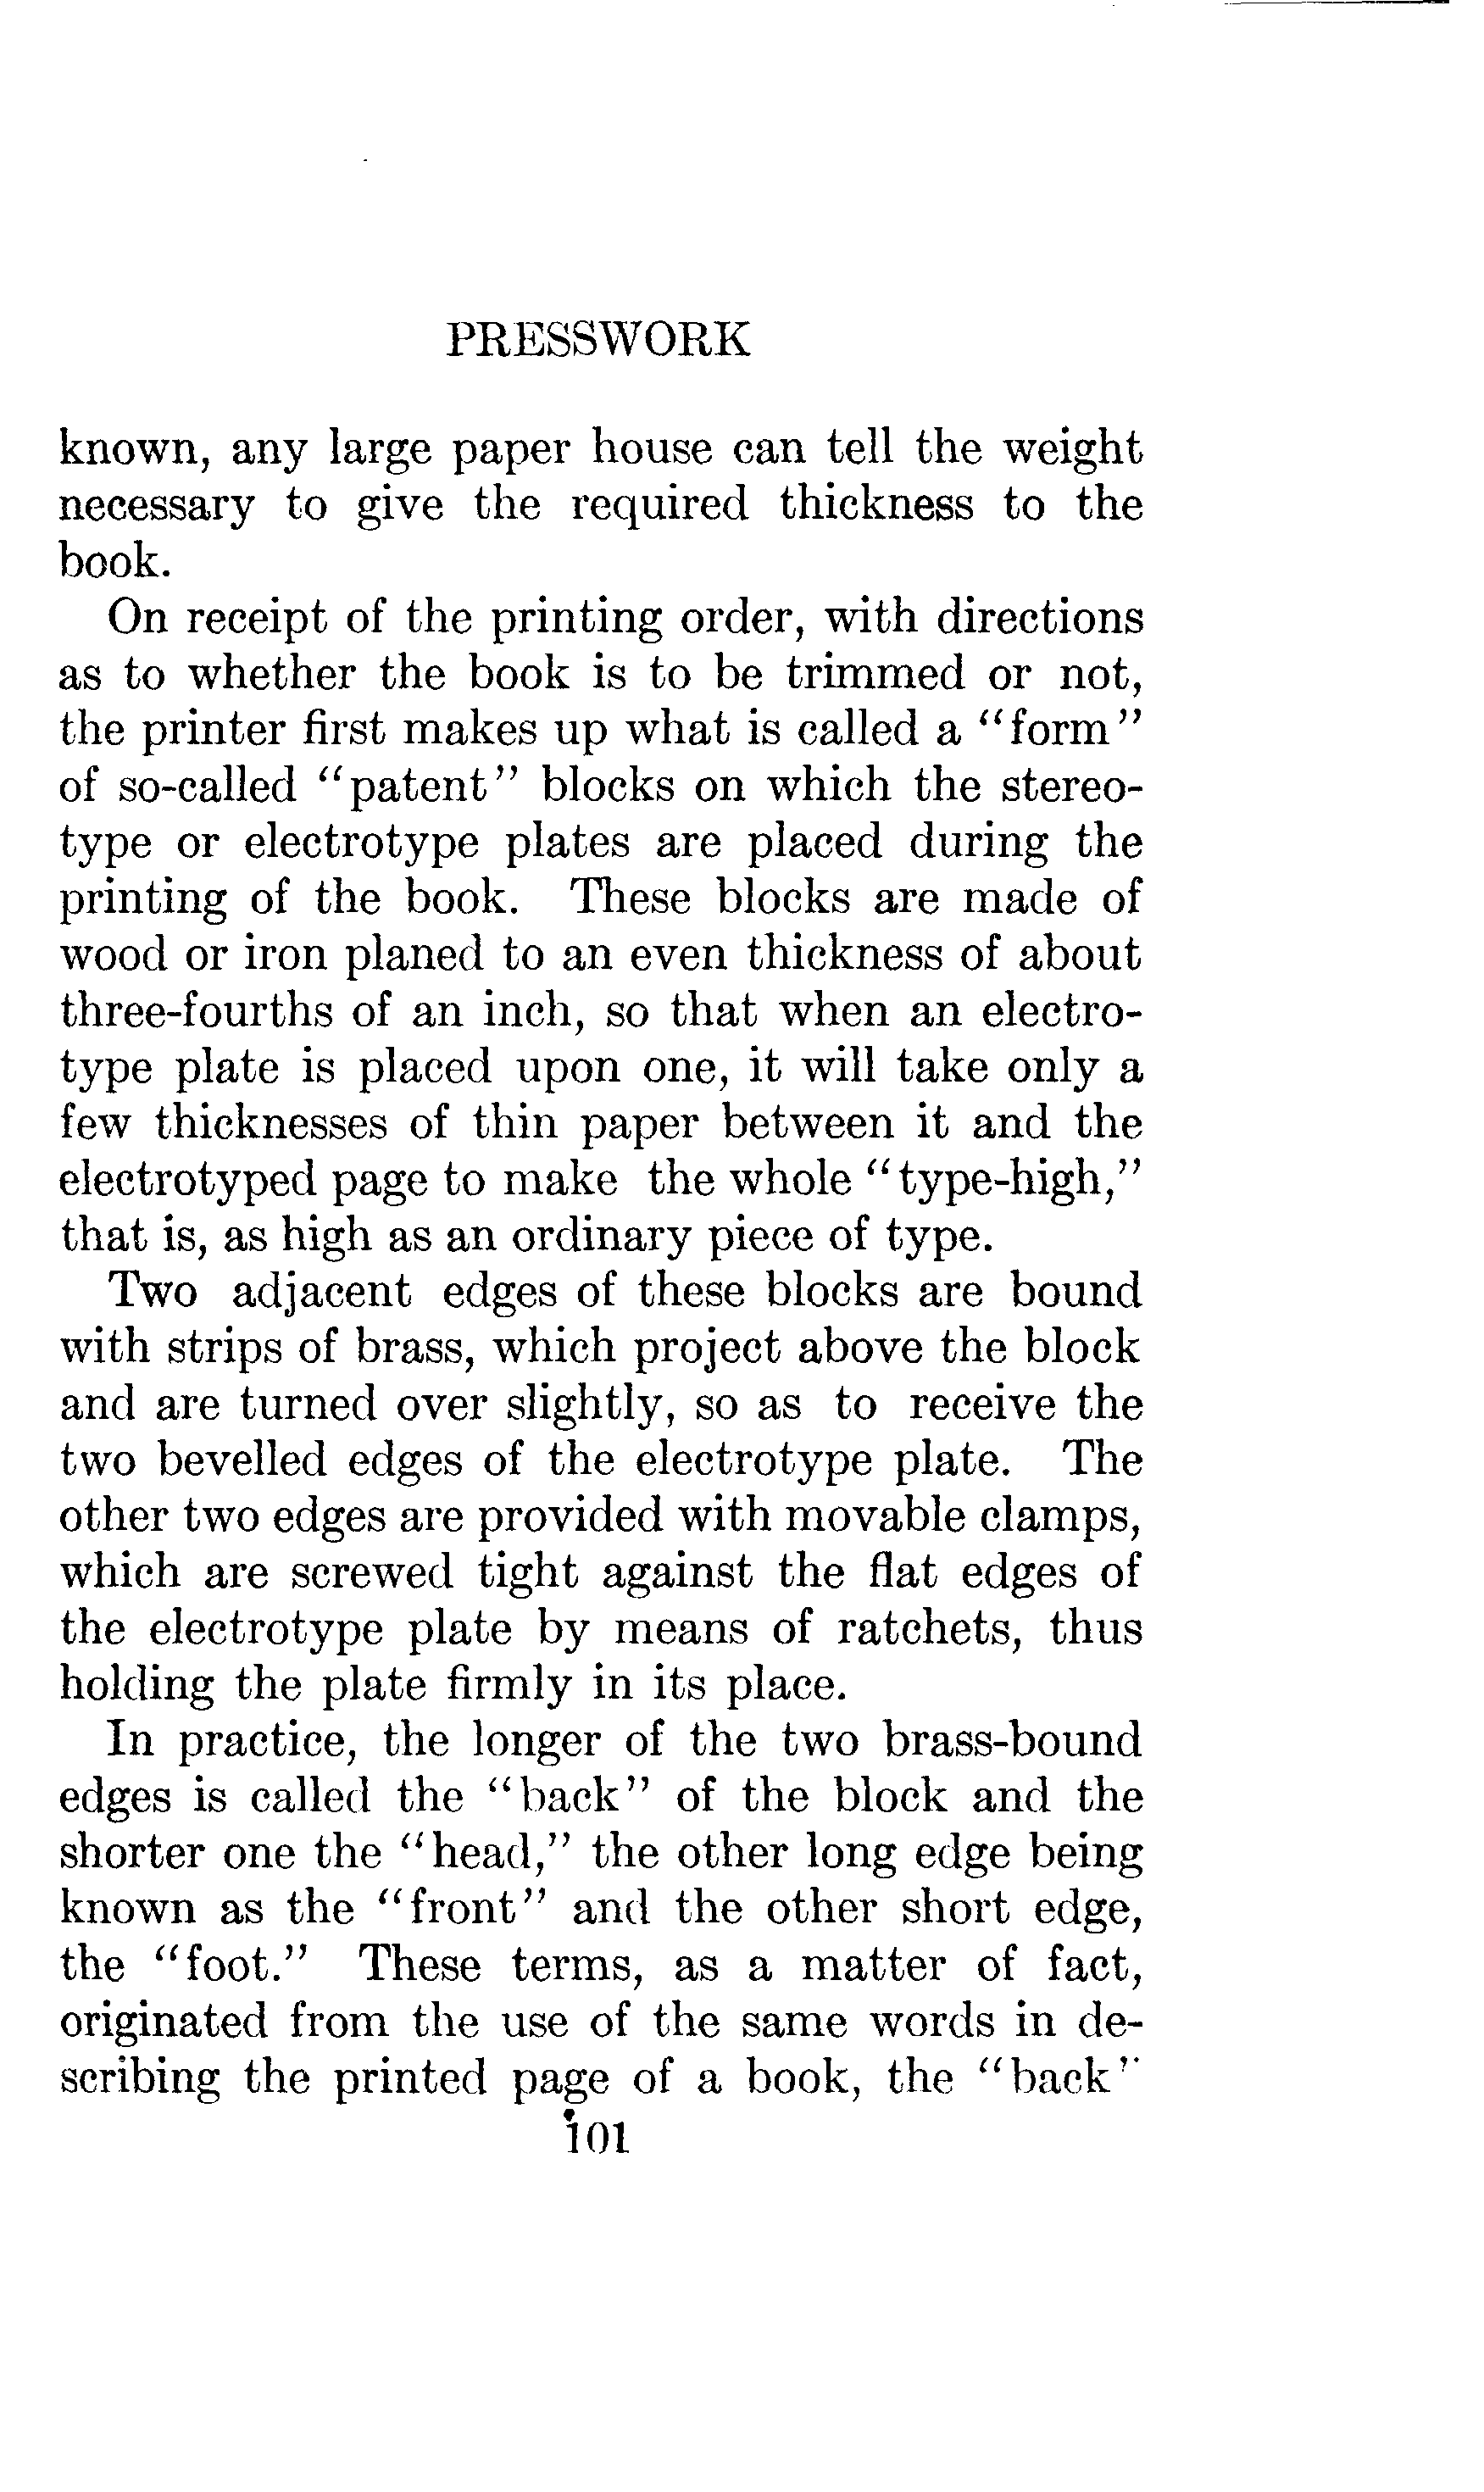 PRESSWORK
known, any large paper house can tell the weight
necessary to give the required thickness to the
book.
On receipt of the printing order, with directions
as to whether the book is to be trimmed or not,
the printer first makes up what is called a “form”
of so-called “patent” blocks on which the stereo-
type or electrotype plates are placed during the
printing of the book. These blocks are made of
wood or iron planed to an even thickness of about
three-fourths of an inch, so that when an electro-
type plate is placed upon one, it will take only a
few thicknesses of thin paper between it and the
electrotyped page to make the whole “type-high,”
that is, as high as an ordinary piece of type.
Two adjacent edges of these blocks are bound
with strips of brass, which project above the block
and are turned over slightly, so as to receive the
two bevelled edges of the electrotype plate. The
other two edges are provided with movable clamps,
which are screwed tight against the flat edges of
the electrotype plate by means of ratchets, thus
holding the plate firmly in its place.
In practice, the longer of the two brass-bound
edges is called the “back” of the block and the
shorter one the “head,” the other long edge being
known as the “front” and the other short edge,
the “foot.” These terms, as a matter of fact,
originated from the use of the same words in de-
scribing the printed page of a book, the “back”
101